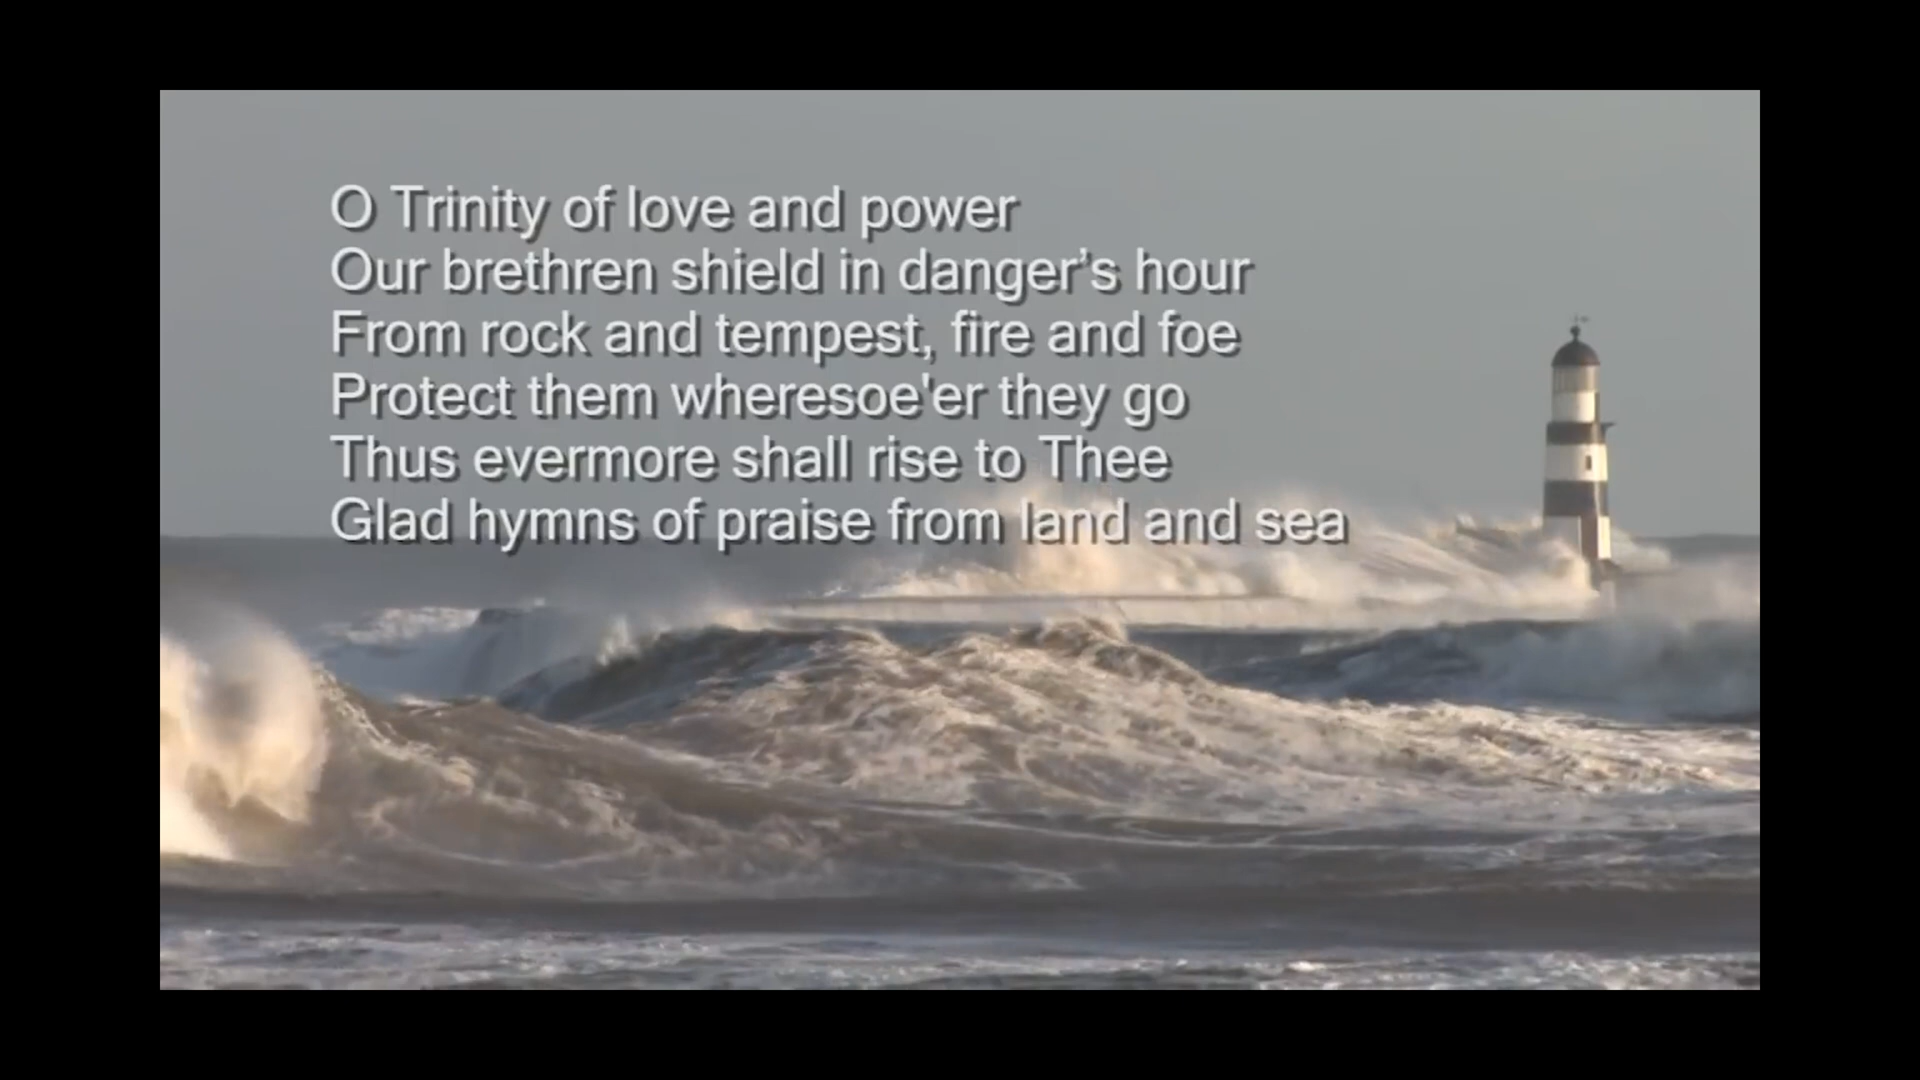 O Trinity of love and power
Our brethren shield in danger’s hour
From rock and tempest, fire and foe
Protect them wheresoe'er they go
Thus evermore shall rise to Thee
Glad hymns of praise from land and sea